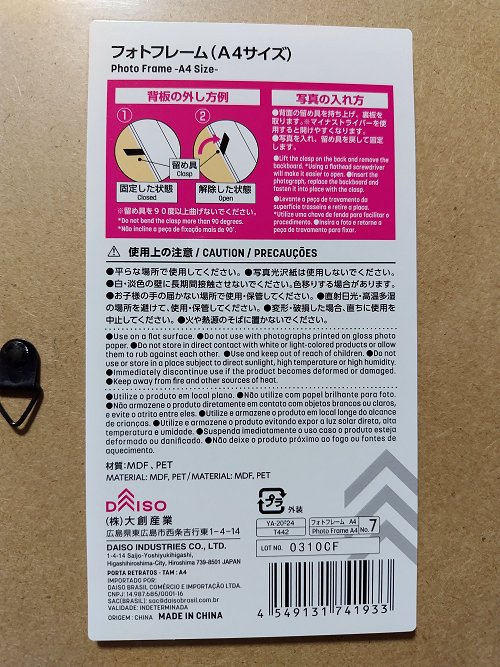 フォトフレーム（A4サイズ）
Photo Frame -A4 Size-
背板の外し方例
① ②
留め具
Clasp
固定した状態
Closed
解除した状態
Open
※留め具を９０度以上曲げないでください。
*Do not bend the clasp more than 90 degrees.
*Não incline a peça de fixação mais de 90˚.
写真の入れ方
●背面の留め具を持ち上げ、裏板を
取ります。※マイナスドライバーを使
用すると開けやすくなります。
●写真を入れ、留め具を戻して固定
します。
●Lift the clasp on the back and remove the
backboard. *Using a flathead screwdriver
will make it easier to open. ●Insert the
photograph, replace the backboard and
fasten it into place with the clasp.
●Levante a peça de travamento da
superfície trasseira e retire a placa.
*Utilize uma chave de fenda para facilitar o
procedimento. ●Insira a foto e retorne a
peça de travamento para fixar.
⚠ 使用上の注意 / CAUTION / PRECAUÇÕES
●平らな場所で使用してください。●写真光沢紙は使用しないでください。
●白・淡色の壁に長期間接触させないでください。色移りする場合があります。
●お子様の手の届かない場所で使用・保管してください。●直射日光・高温多湿
の場所を避けて、使用・保管してください。●変形・破損した場合、直ちに使用を
中止してください。●火や熱源のそばに置かないでください。
●Use on a flat surface. ●Do not use with photographs printed on glossy photo
paper. ●Do not store in direct contact with white or light-colored products or allow
them to rub against each other. ●Use and keep out of reach of children. ●Do not
use or store in a place subject to direct sunlight, high temperature or high humidity.
●Immediately discontinue use if the product becomes deformed or damaged.
●Keep away from fire and other sources of heat.
●Utilize o produto em local plano. ●Não utilize com papel brilhante para foto.
●Não armazene o produto diretamente em contato com objetos brancos ou claros,
e evite o atrito entre eles. ●Utilize e armazene o produto em local longe do alcance
de crianças. ●Utilize e armazene o produto evitando expor a luz solar direta, alta
temperatura e umidade. ●Suspenda imediatamente o uso caso o produto esteja
deformado ou danificado. ●Não deixe o produto próximo ao fogo ou fontes de
aquecimento.
材質：MDF、PET
MATERIAL: MDF, PET/MATERIAL: MDF, PET
DAISO
（株）大創産業
広島県東広島市西条吉行東１-４-１４
DAISO INDUSTRIES CO., LTD.
1-4-14 Saijo-Yoshiyukihigashi,
Higashihiroshima-City, Hiroshima 739-8501 JAPAN
PORTA RETRATOS - TAM : A4
IMPORTADO POR:
DAISO BRASIL COMÉRCIO E IMPORTAÇÃO LTDA.
CNPJ: 14.987.685/0001-16
SAC(BRASIL): sac@daisobrasil.com.br
VALIDADE: INDETERMINADA
ORIGEM : CHINA MADE IN CHINA
プラ 外装
YA-20F24 フォトフレーム A4
T442 Photo Frame A4 No. 7
LOT NO. 0310CF
4 549131 741933